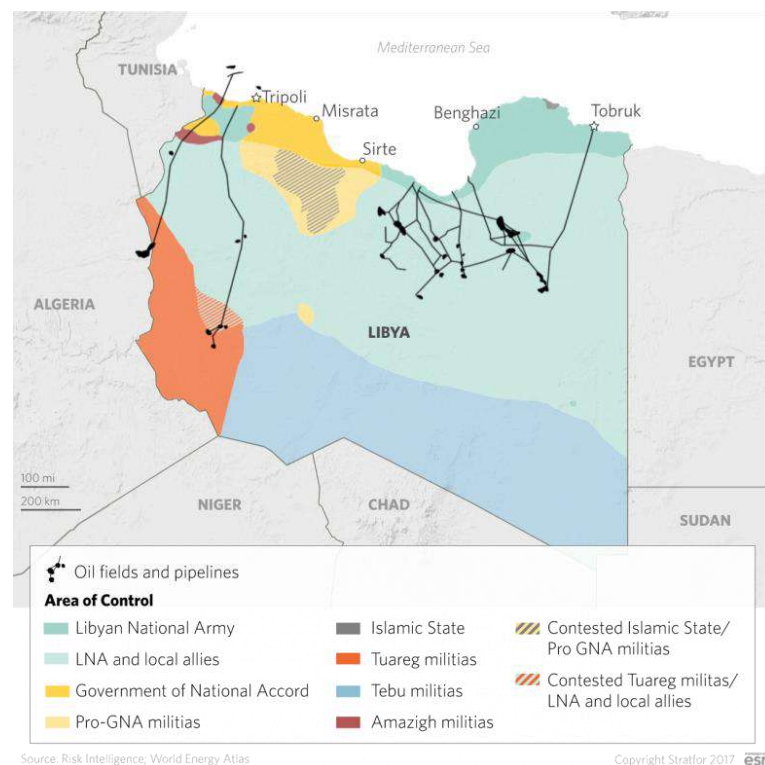 Mediterranean Sea
TUNISIA
Tripoli
Misrata
Benghazi
Tobruk
Sirte
ALGERIA
LIBYA
EGYPT
100 mi
200 km
NIGER
CHAD
SUDAN
Oil fields and pipelines
Area of Control
Libyan National Army
LNA and local allies
Government of National Accord
Pro-GNA militias
Islamic State
Tuareg militias
Tebu militias
Amazigh militias
Contested Islamic State/
Pro GNA militias
Contested Tuareg militas/
LNA and local allies
Source: Risk Intelligence; World Energy Atlas
Copyright Stratfor 2017